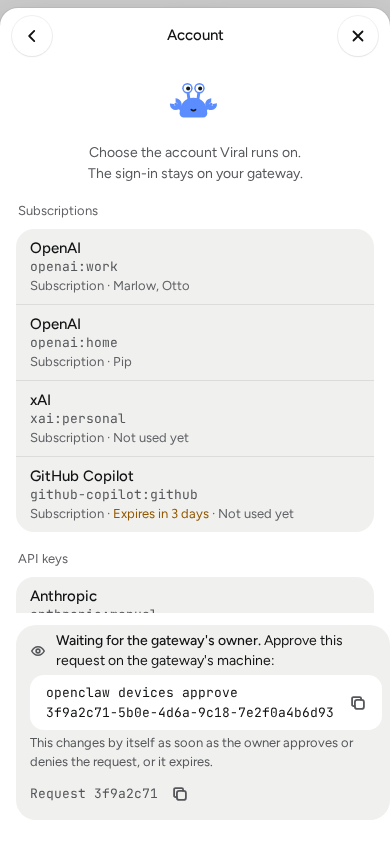 Account
Choose the account Viral runs on.
The sign-in stays on your gateway.
Subscriptions
OpenAI
openai:work
Subscription · Marlow, Otto
OpenAI
openai:home
Subscription · Pip
xAI
xai:personal
Subscription · Not used yet
GitHub Copilot
github-copilot:github
Subscription · Expires in 3 days · Not used yet
API keys
Anthropic
anthropic:manual
Waiting for the gateway's owner. Approve this
request on the gateway's machine:
openclaw devices approve
3f9a2c71-5b0e-4d6a-9c18-7e2f0a4b6d93
This changes by itself as soon as the owner approves or
denies the request, or it expires.
Request 3f9a2c71